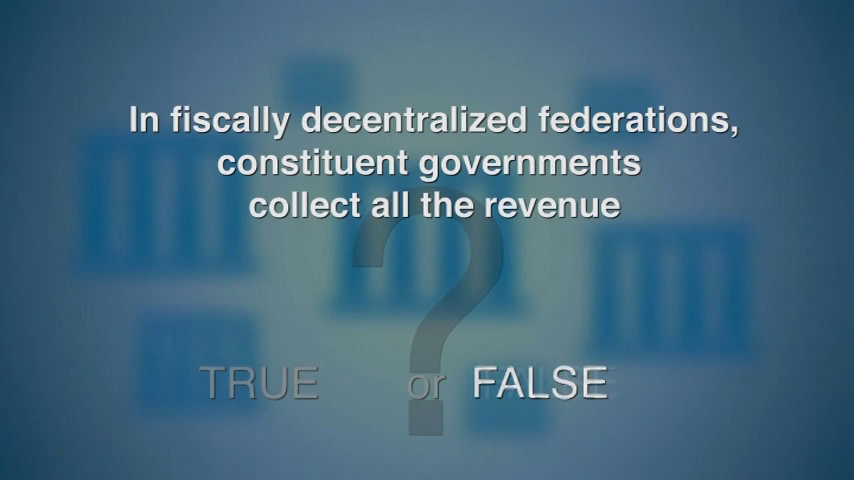 In fiscally decentralized federations,
constituent governments
collect all the revenue
?
TRUE or FALSE